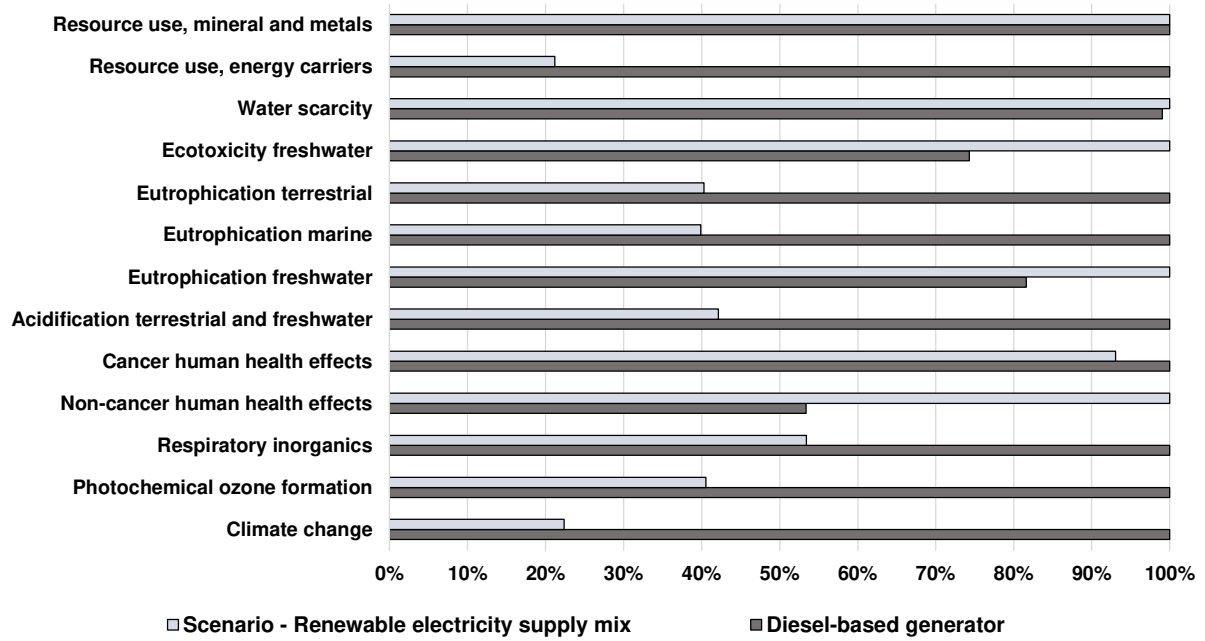 Resource use, mineral and metals
Resource use, energy carriers
Water scarcity
Ecotoxicity freshwater
Eutrophication terrestrial
Eutrophication marine
Eutrophication freshwater
Acidification terrestrial and freshwater
Cancer human health effects
Non-cancer human health effects
Respiratory inorganics
Photochemical ozone formation
Climate change
0% 10% 20% 30% 40% 50% 60% 70% 80% 90% 100%
Scenario - Renewable electricity supply mix Diesel-based generator